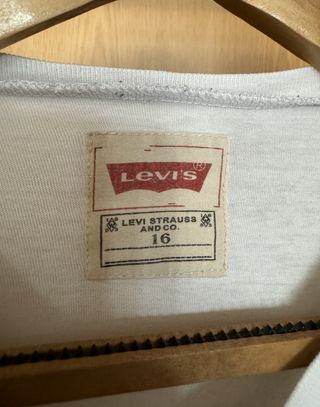 LEVI'S®
LEVI STRAUSS
AND CO.
16